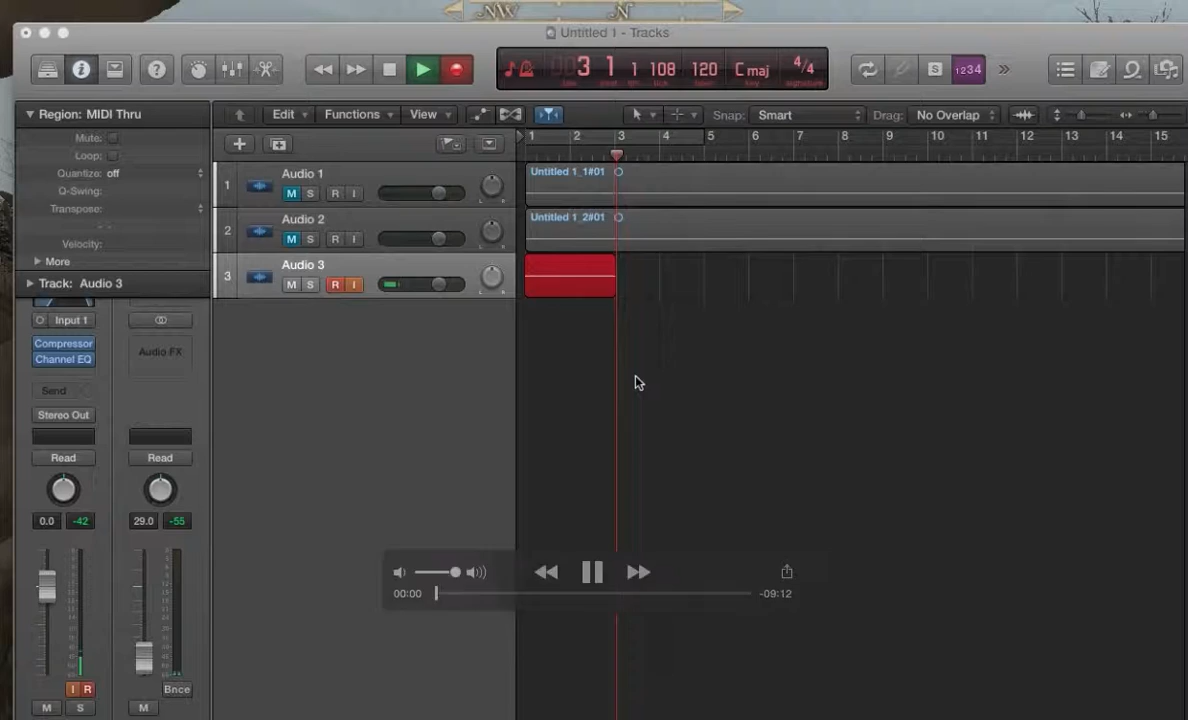 NW N
Untitled 1 - Tracks
3 1 1 108 120 C maj 4/4
key signature
S 1234
Region: MIDI Thru
Edit Functions View Snap: Smart Drag: No Overlap
Mute:
Loop:
Quantize: off
Q-Swing:
Transpose:
Velocity:
More
Track: Audio 3
1 2 3 4 5 6 7 8 9 10 11 12 13 14 15
1 Audio 1 Untitled 1_1#01
M S R I L R
2 Audio 2 Untitled 1_2#01
M S R I L R
3 Audio 3
M S R I L R
Input 1
Compressor
Channel EQ
Audio FX
Send
Stereo Out
Read Read
0.0 -42 29.0 -55
I R Bnce
M S M
00:00 -09:12